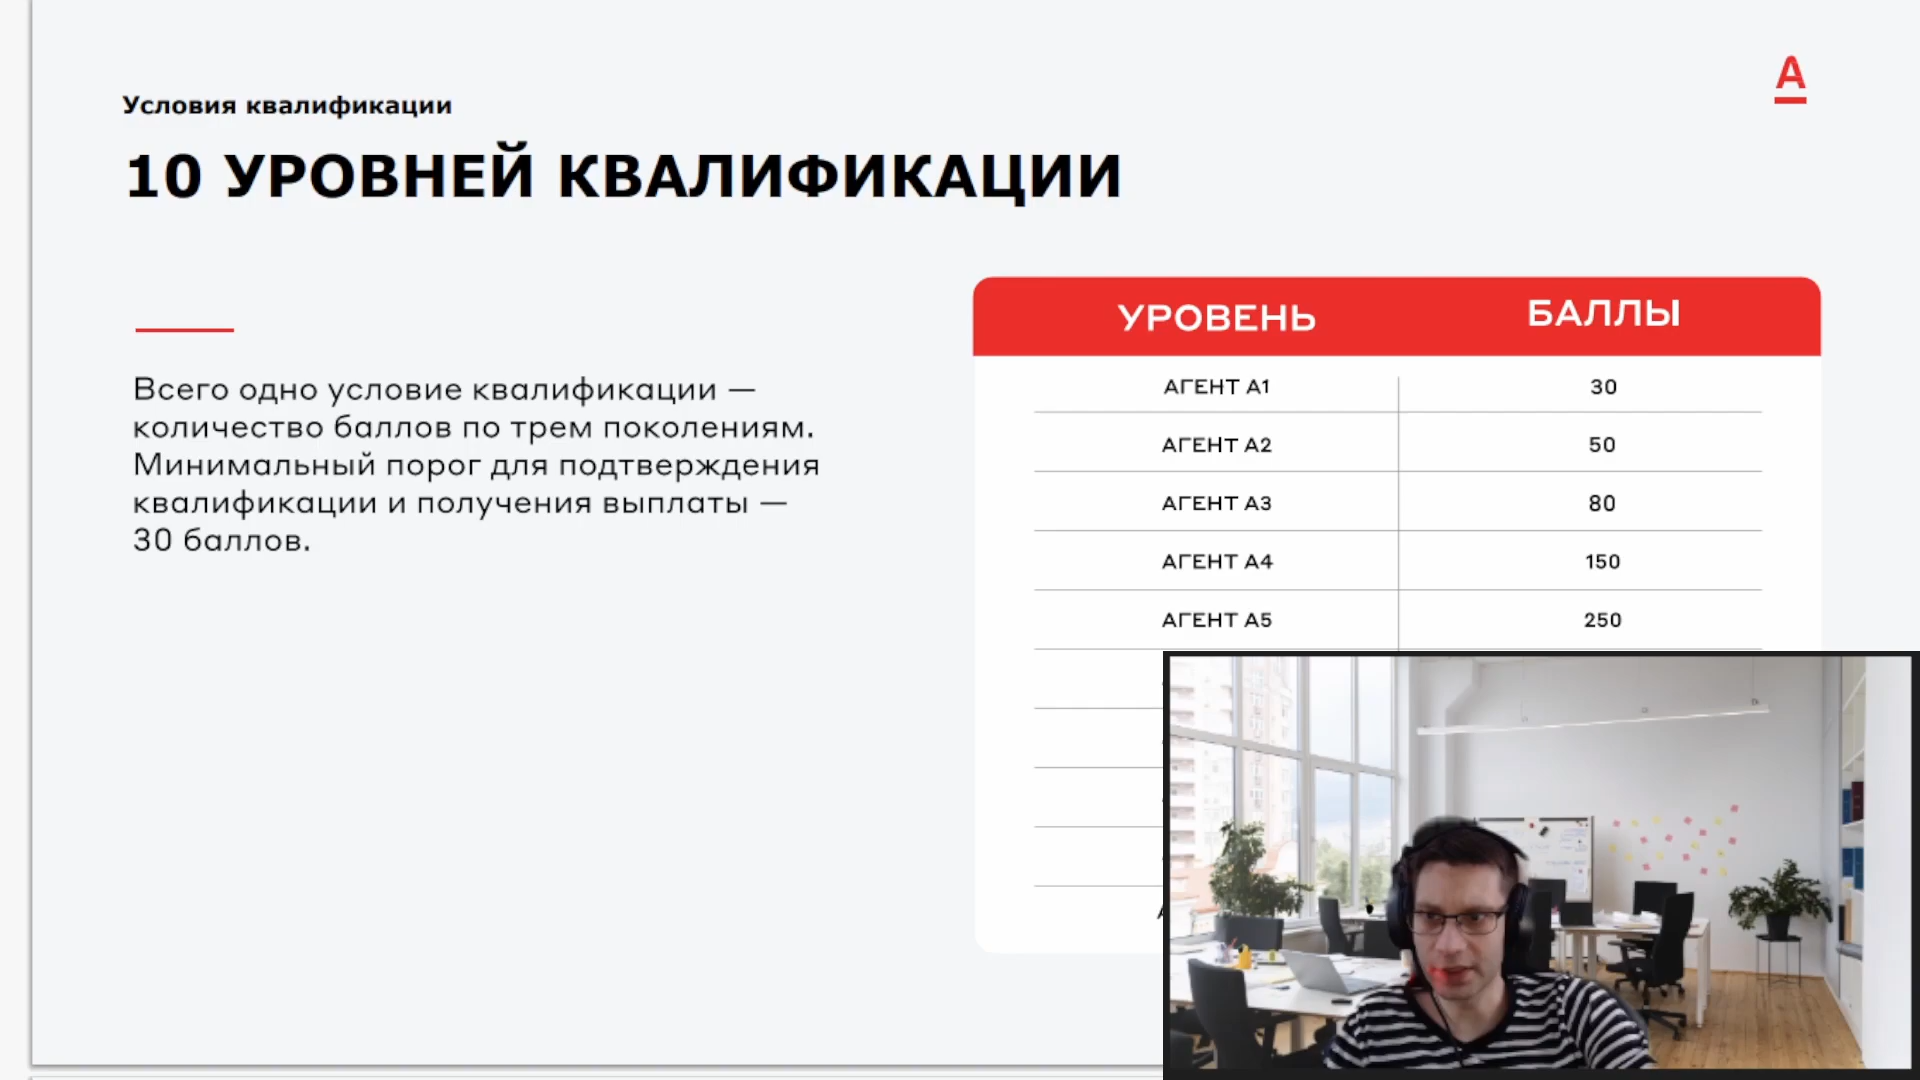 А
Условия квалификации
10 УРОВНЕЙ КВАЛИФИКАЦИИ
Всего одно условие квалификации —
количество баллов по трем поколениям.
Минимальный порог для подтверждения
квалификации и получения выплаты —
30 баллов.
УРОВЕНЬ БАЛЛЫ
АГЕНТ А1 30
АГЕНТ А2 50
АГЕНТ А3 80
АГЕНТ А4 150
АГЕНТ А5 250